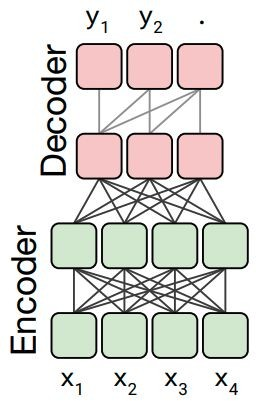 y1 y2 .
Decoder
Encoder
x1 x2 x3 x4